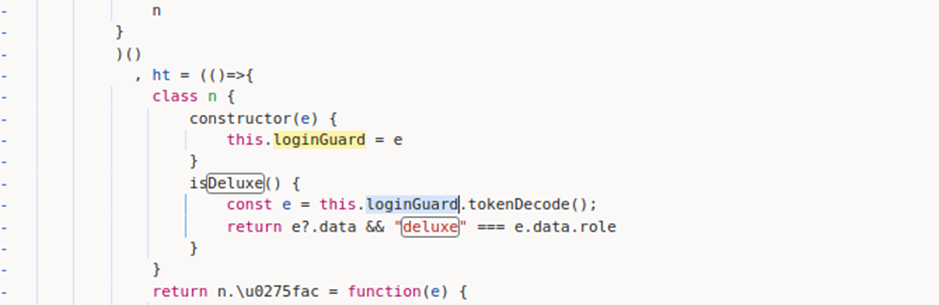 n
}
)()
, ht = (()=>{
class n {
constructor(e) {
this.loginGuard = e
}
isDeluxe() {
const e = this.loginGuard.tokenDecode();
return e?.data && "deluxe" === e.data.role
}
}
return n.\u0275fac = function(e) {